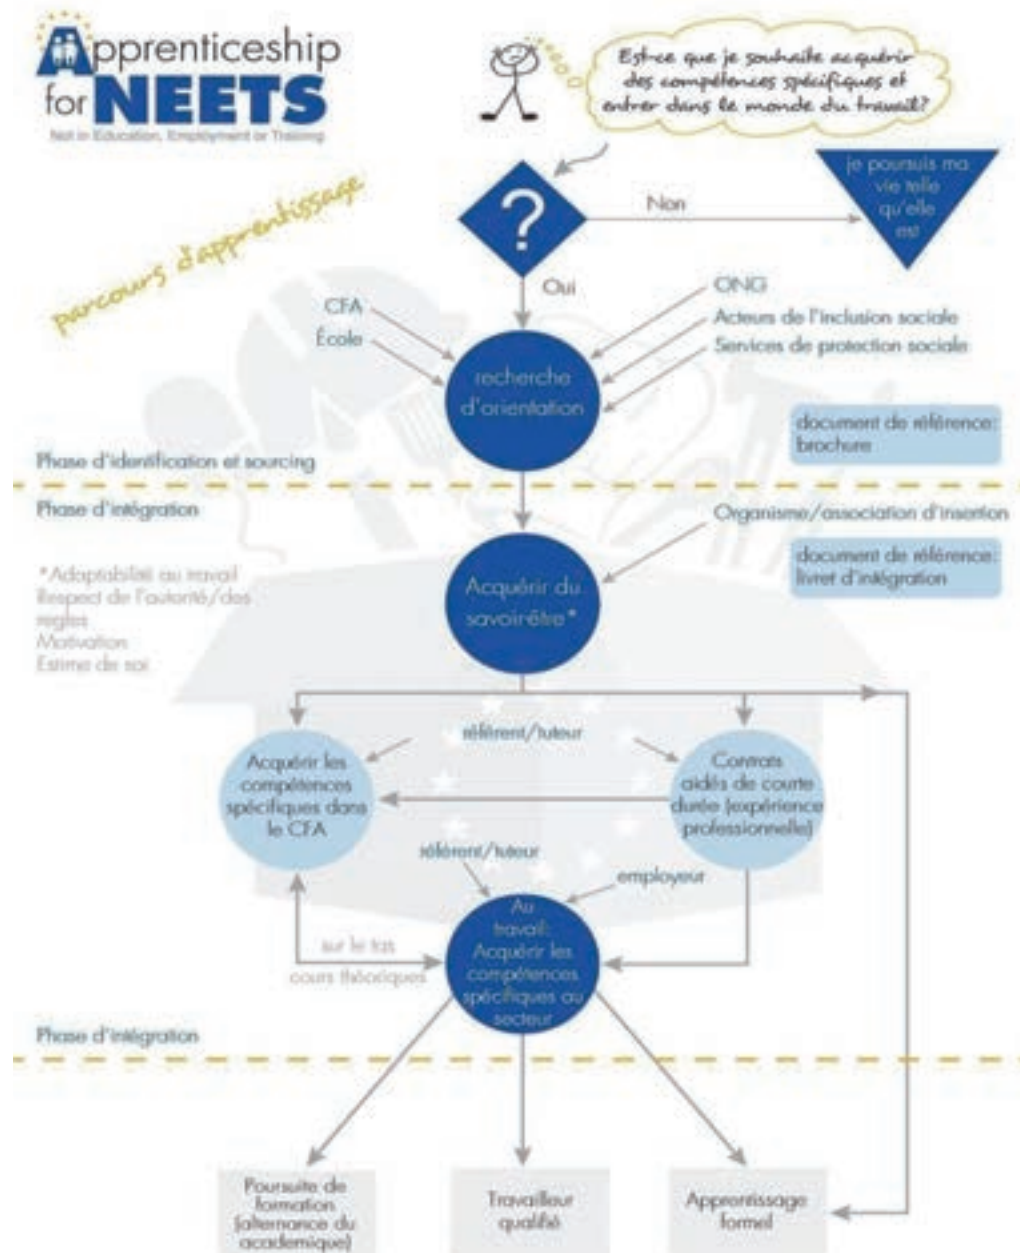 Apprenticeship
for NEETS
Not in Education, Employment or Training
Est-ce que je souhaite acquérir
des compétences spécifiques et
entrer dans le monde du travail?
parcours d'apprentissage
?
Non
je poursuis ma
vie telle
qu'elle
est
Oui
CFA
École
ONG
Acteurs de l'inclusion sociale
Services de protection sociale
recherche
d'orientation
document de référence:
brochure
Phase d'identification et sourcing
Phase d'intégration
Organisme/association d'insertion
document de référence:
livret d'intégration
*Adaptabilité au travail
Respect de l'autorité/des
regles
Motivation
Estime de soi
Acquérir du
savoir-être*
référent/tuteur
Acquérir les
compétences
spécifiques dans
le CFA
Contrats
aidés de courte
durée (expérience
professionnelle)
référent/tuteur
employeur
Au
travail:
Acquérir les
compétences
spécifiques au
secteur
sur le tas
cours théoriques
Phase d'intégration
Poursuite de
formation
(alternance du
académique)
Travailleur
qualifié
Apprentissage
formel